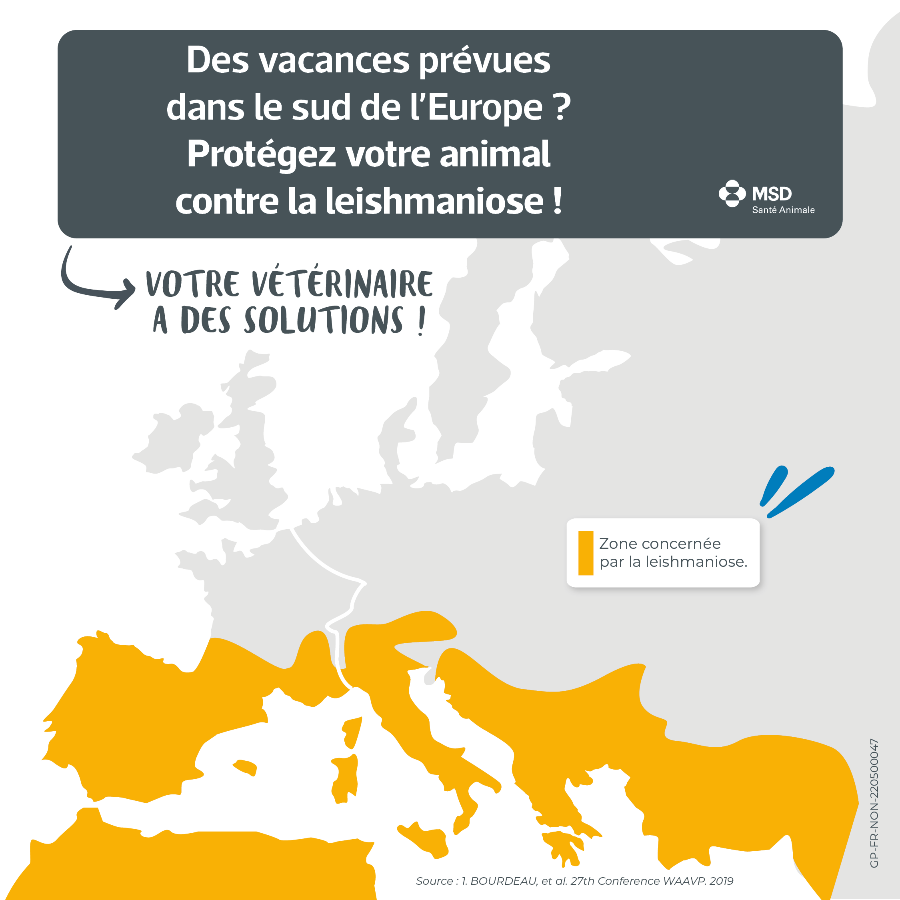 Des vacances prévues
dans le sud de l'Europe ?
Protégez votre animal
contre la leishmaniose !
MSD
Santé Animale
VOTRE VÉTÉRINAIRE
A DES SOLUTIONS !
Zone concernée
par la leishmaniose.
GP-FR-NON-220500047
Source : 1. BOURDEAU, et al. 27th Conference WAAVP. 2019